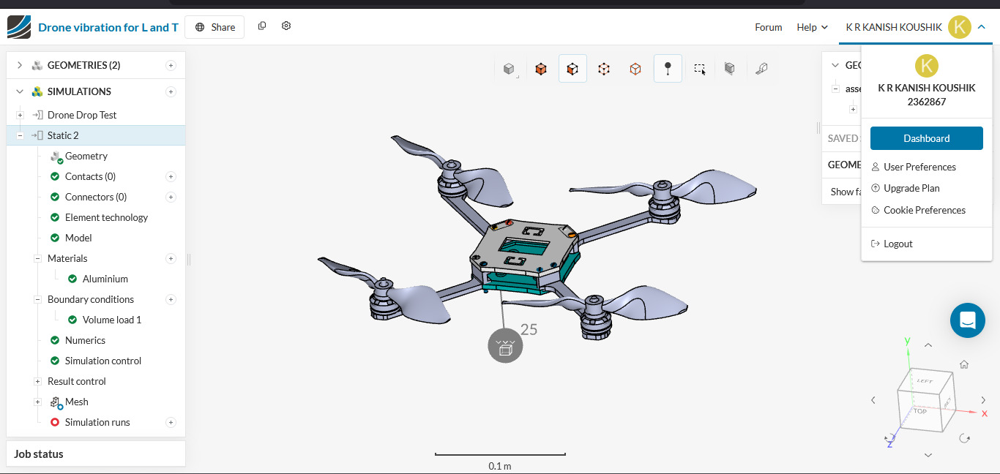 Drone vibration for L and T
Share
Forum
Help
K R KANISH KOUSHIK
K
GEOMETRIES (2)
SIMULATIONS
Drone Drop Test
Static 2
Geometry
Contacts (0)
Connectors (0)
Element technology
Model
Materials
Aluminium
Boundary conditions
Volume load 1
Numerics
Simulation control
Result control
Mesh
Simulation runs
Job status
25
0.1 m
GEO
asse
SAVED
GEOME
Show fa
K
K R KANISH KOUSHIK
2362867
Dashboard
User Preferences
Upgrade Plan
Cookie Preferences
Logout
y
LEFT
TOP
x
z